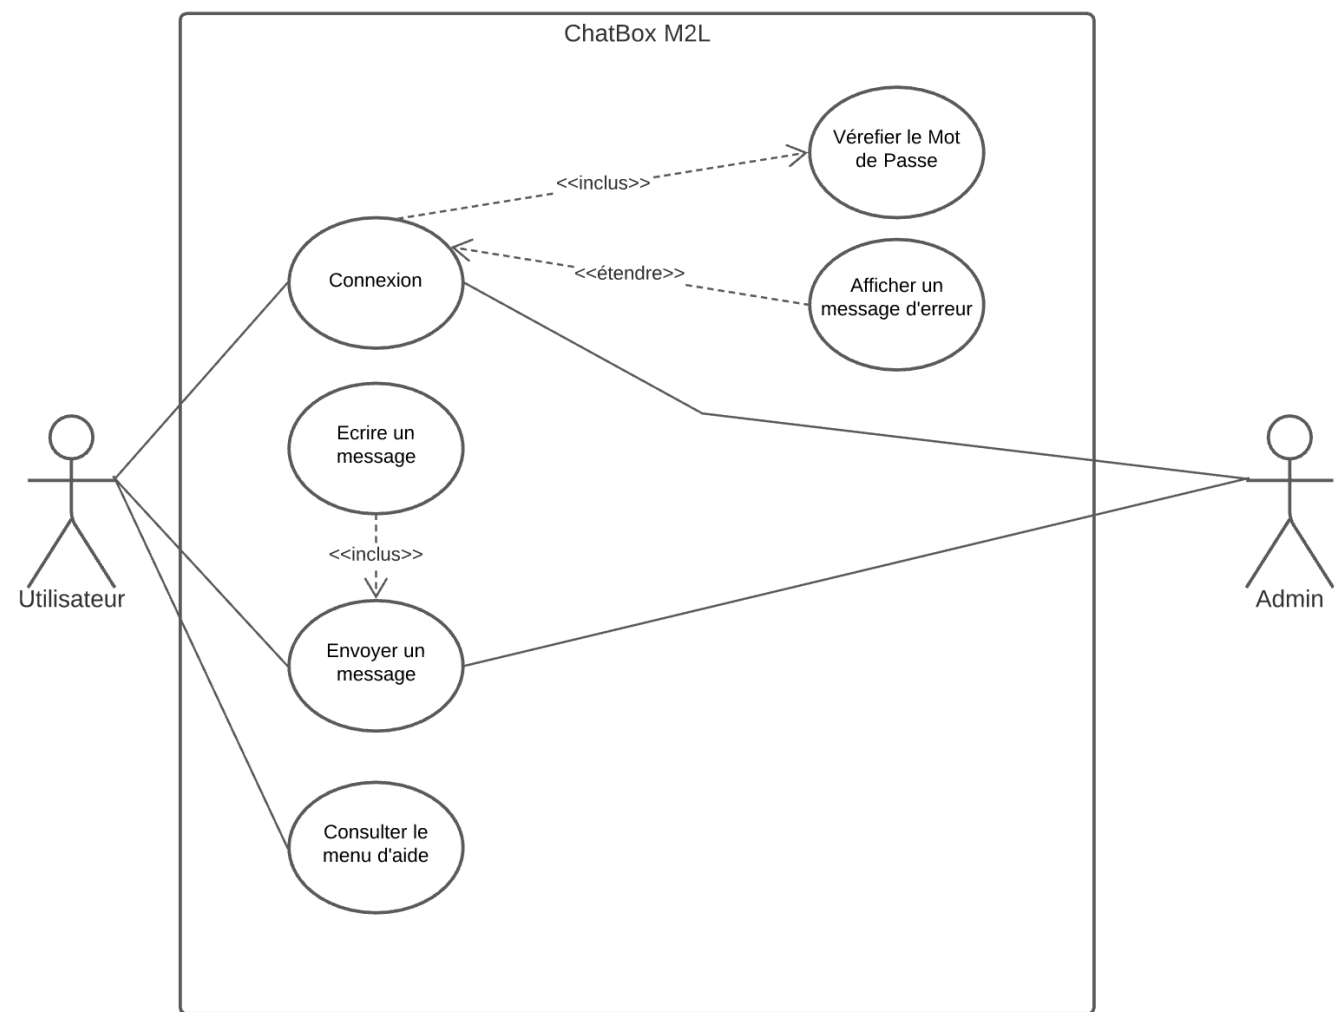 ChatBox M2L
Vérefier le Mot
de Passe
<<inclus>>
<<étendre>>
Connexion
Afficher un
message d'erreur
Ecrire un
message
<<inclus>>
Utilisateur
Admin
Envoyer un
message
Consulter le
menu d'aide